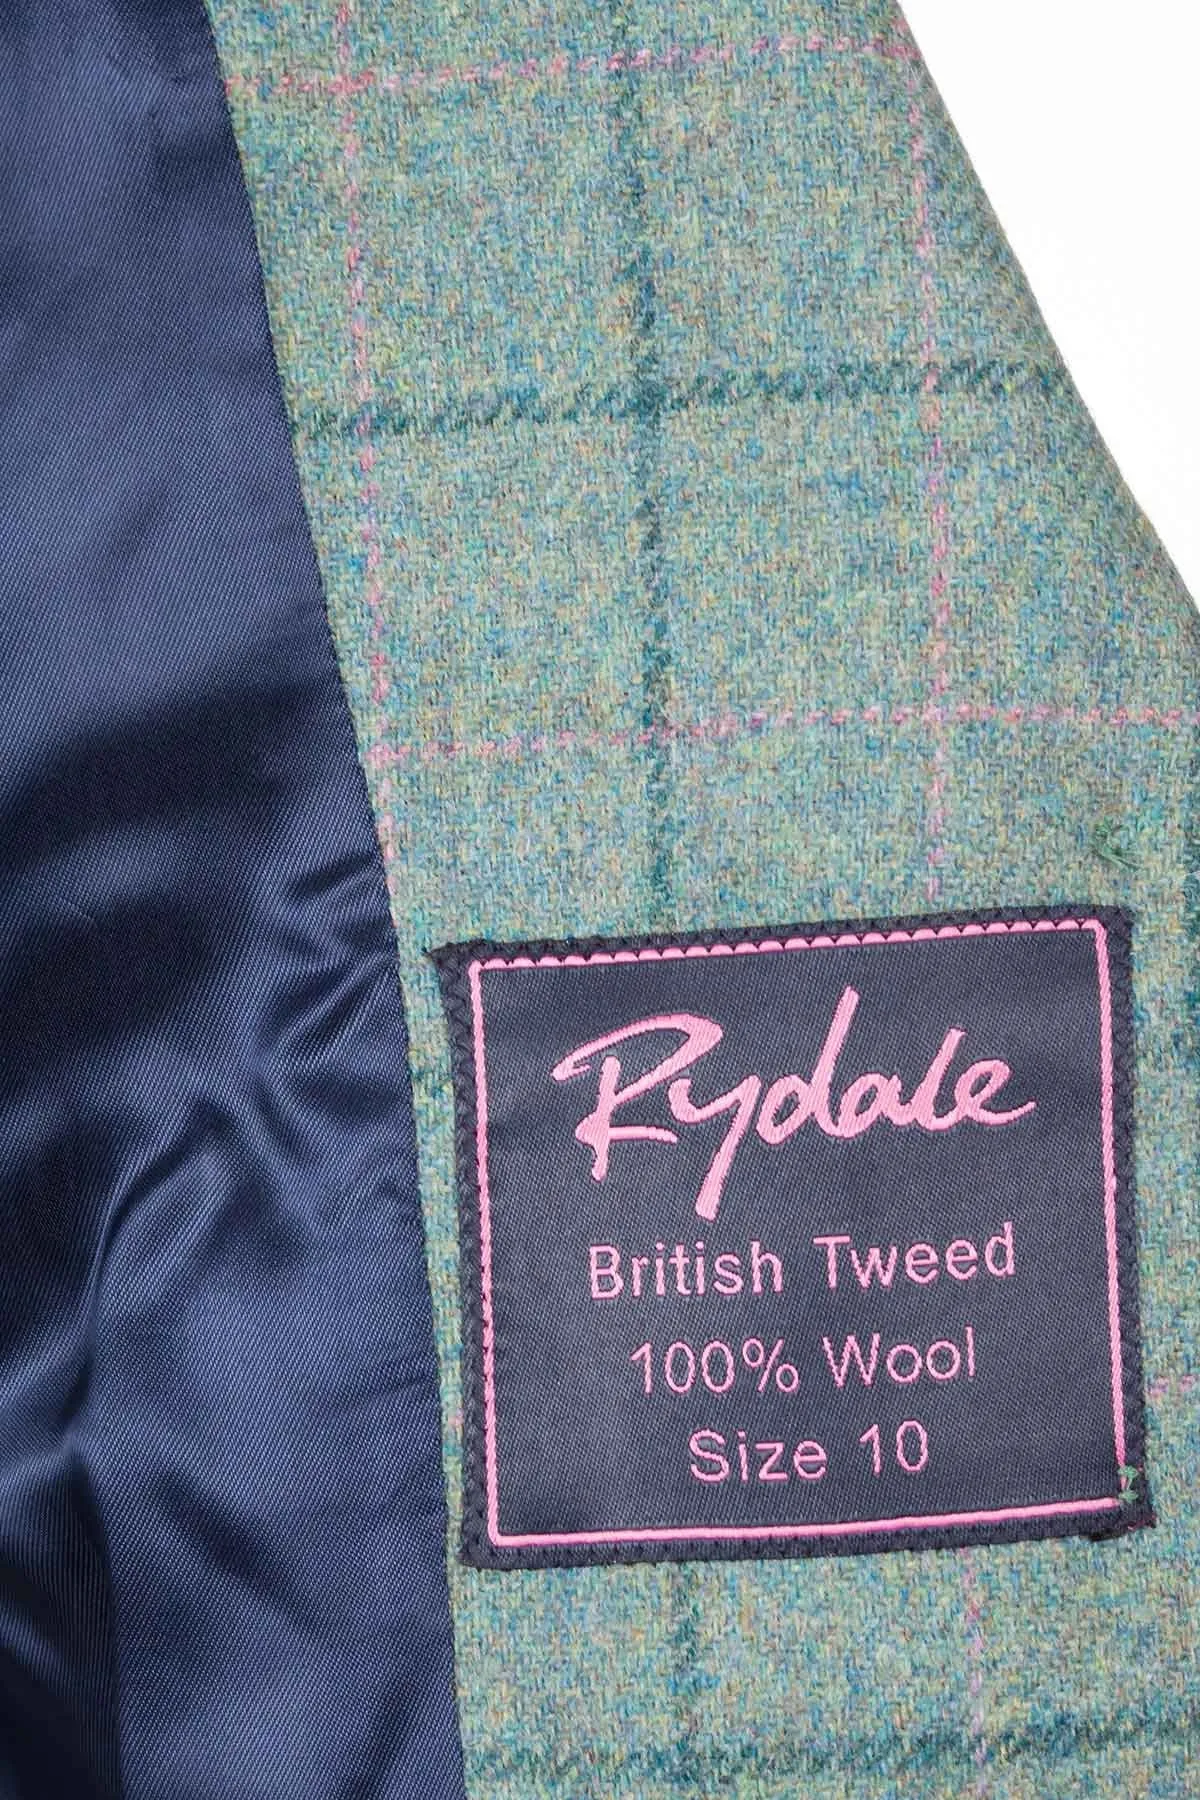 Rydale
British Tweed
100% Wool
Size 10